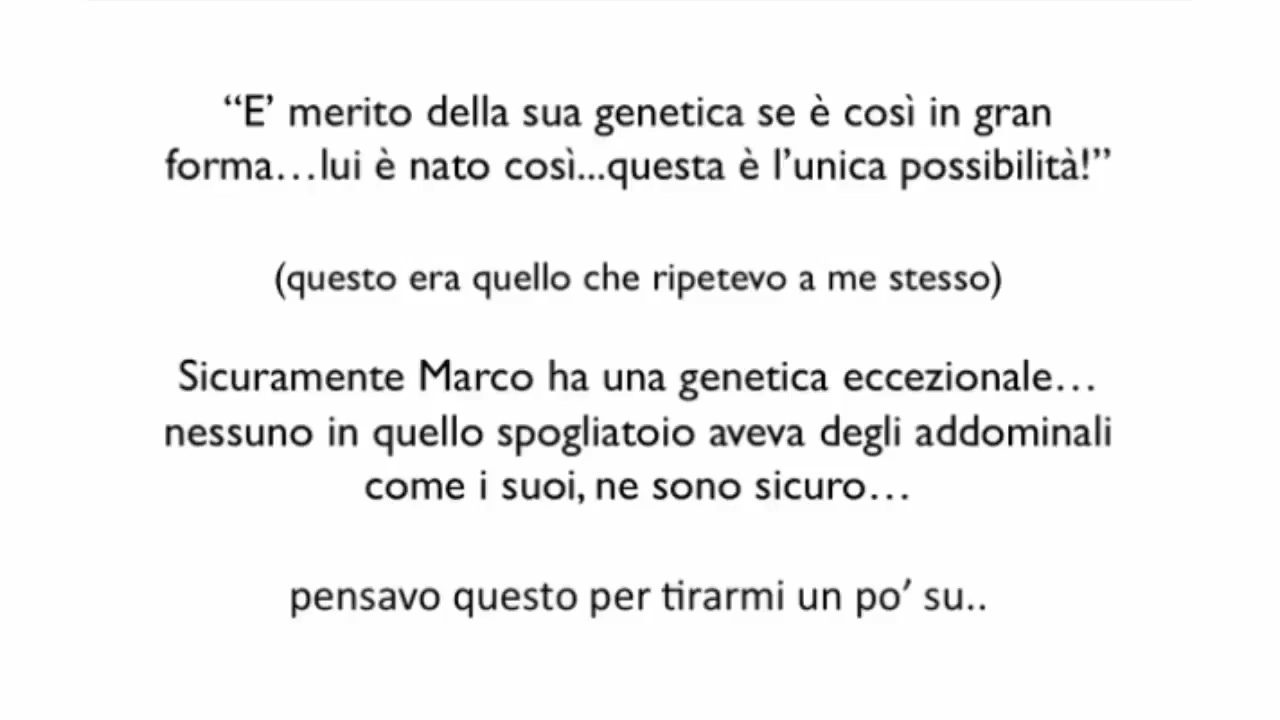 “E’ merito della sua genetica se è così in gran
forma…lui è nato così...questa è l’unica possibilità!”
(questo era quello che ripetevo a me stesso)
Sicuramente Marco ha una genetica eccezionale…
nessuno in quello spogliatoio aveva degli addominali
come i suoi, ne sono sicuro…
pensavo questo per tirarmi un po’ su..